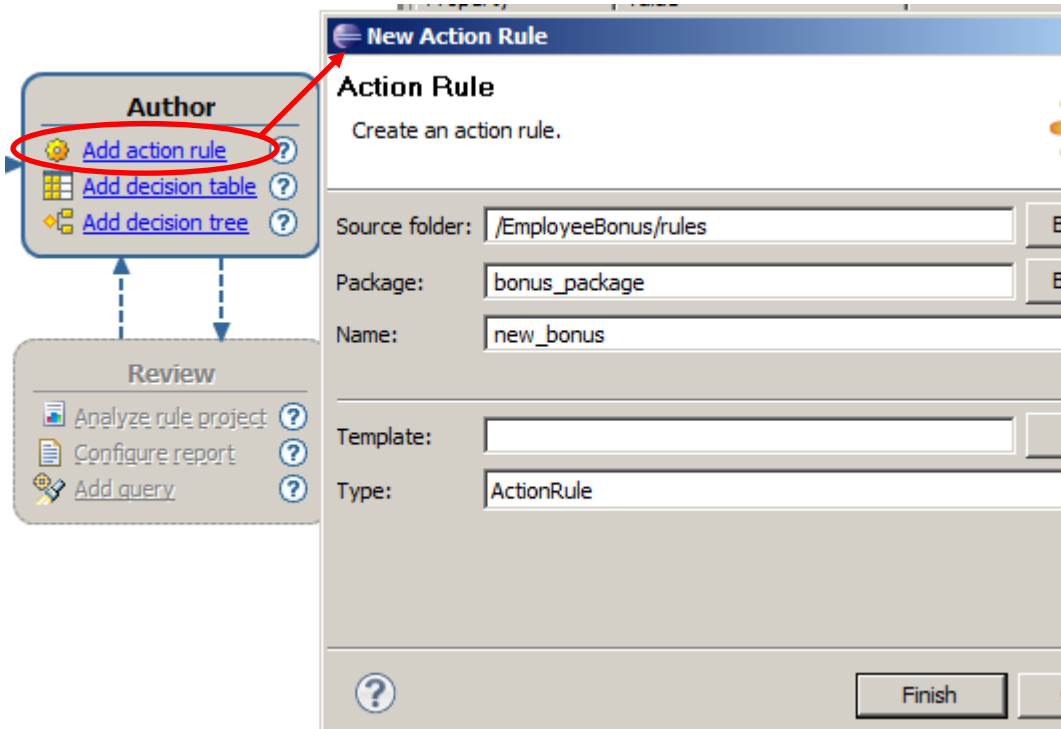 New Action Rule
Action Rule
Create an action rule.
Author
Add action rule ?
Add decision table ?
Add decision tree ?
Review
Analyze rule project ?
Configure report ?
Add query ?
Source folder: /EmployeeBonus/rules
Package: bonus_package
Name: new_bonus
Template:
Type: ActionRule
?
Finish